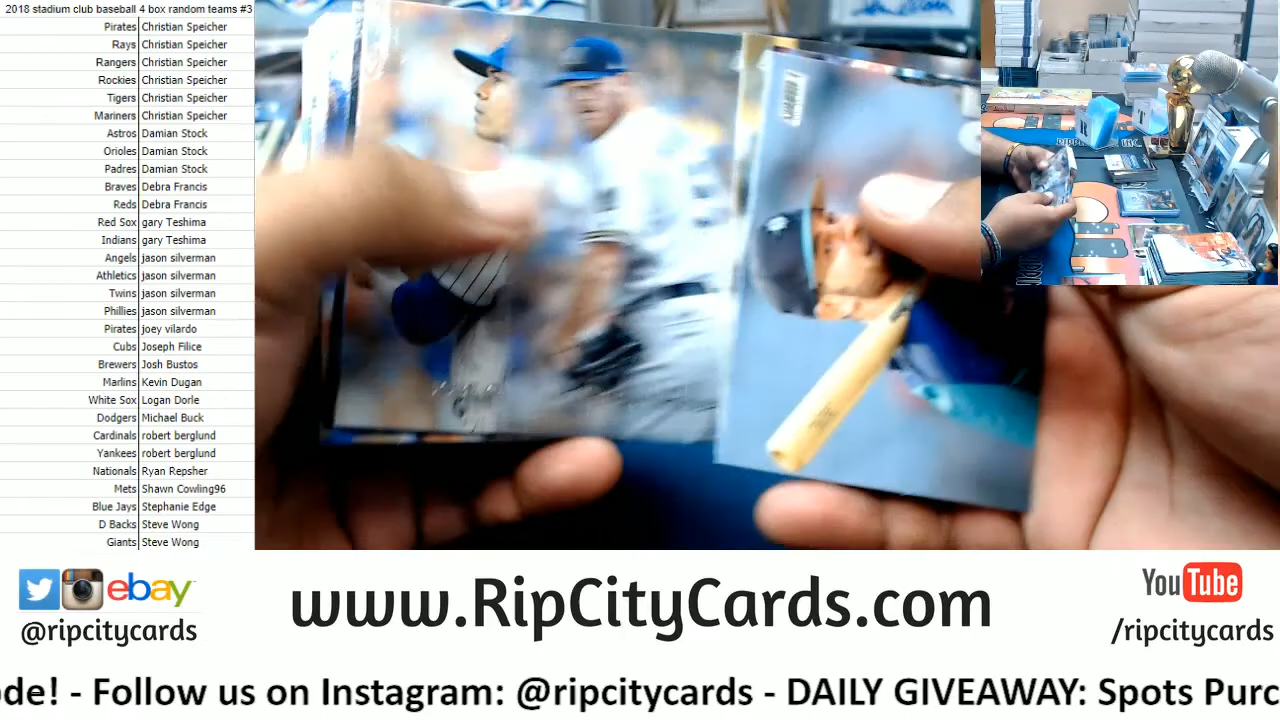 2018 stadium club baseball 4 box random teams #3
Pirates Christian Speicher
Rays Christian Speicher
Rangers Christian Speicher
Rockies Christian Speicher
Tigers Christian Speicher
Mariners Christian Speicher
Astros Damian Stock
Orioles Damian Stock
Padres Damian Stock
Braves Debra Francis
Reds Debra Francis
Red Sox gary Teshima
Indians gary Teshima
Angels jason silverman
Athletics jason silverman
Twins jason silverman
Phillies jason silverman
Pirates joey vilardo
Cubs Joseph Filice
Brewers Josh Bustos
Marlins Kevin Dugan
White Sox Logan Dorle
Dodgers Michael Buck
Cardinals robert berglund
Yankees robert berglund
Nationals Ryan Repsher
Mets Shawn Cowling96
Blue Jays Stephanie Edge
D Backs Steve Wong
Giants Steve Wong
ebay
@ripcitycards
www.RipCityCards.com
YouTube
/ripcitycards
ode! - Follow us on Instagram: @ripcitycards - DAILY GIVEAWAY: Spots Purc